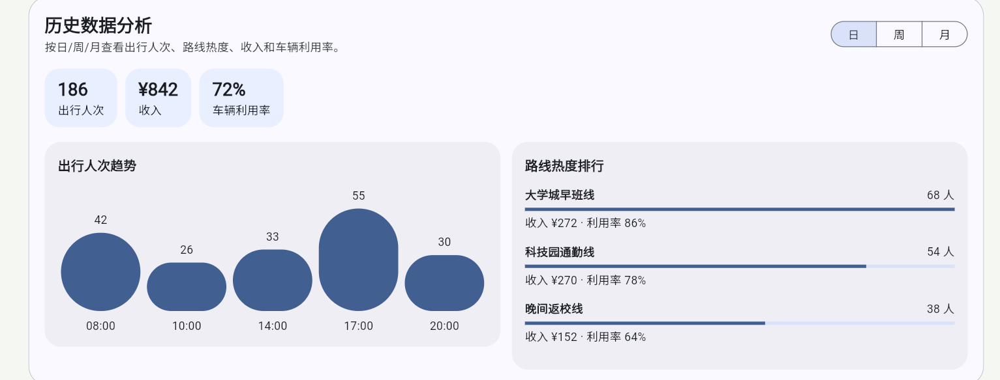 历史数据分析
按日/周/月查看出行人次、路线热度、收入和车辆利用率。
日 周 月
186 ¥842 72%
出行人次 收入 车辆利用率
出行人次趋势
55
42
33
30
26
08:00 10:00 14:00 17:00 20:00
路线热度排行
大学城早班线 68 人
收入 ¥272 · 利用率 86%
科技园通勤线 54 人
收入 ¥270 · 利用率 78%
晚间返校线 38 人
收入 ¥152 · 利用率 64%